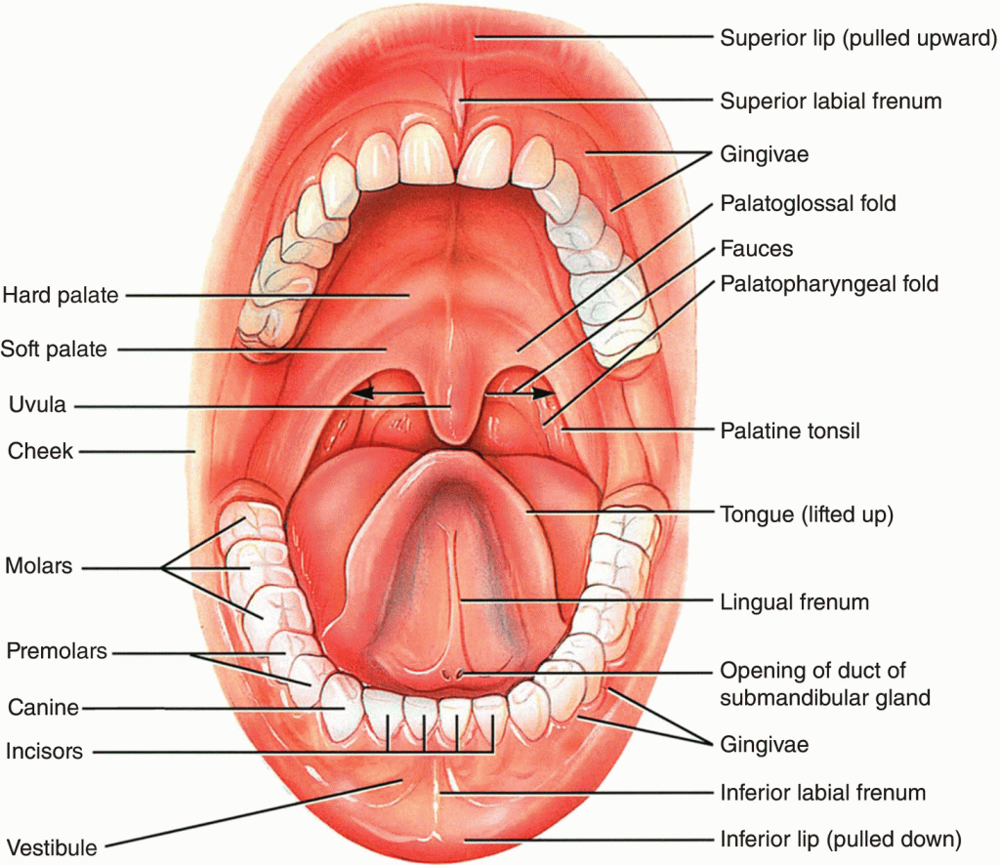 Superior lip (pulled upward)
Superior labial frenum
Gingivae
Palatoglossal fold
Fauces
Palatopharyngeal fold
Hard palate
Soft palate
Uvula
Cheek
Palatine tonsil
Tongue (lifted up)
Molars
Lingual frenum
Premolars
Opening of duct of
submandibular gland
Canine
Gingivae
Incisors
Inferior labial frenum
Vestibule
Inferior lip (pulled down)